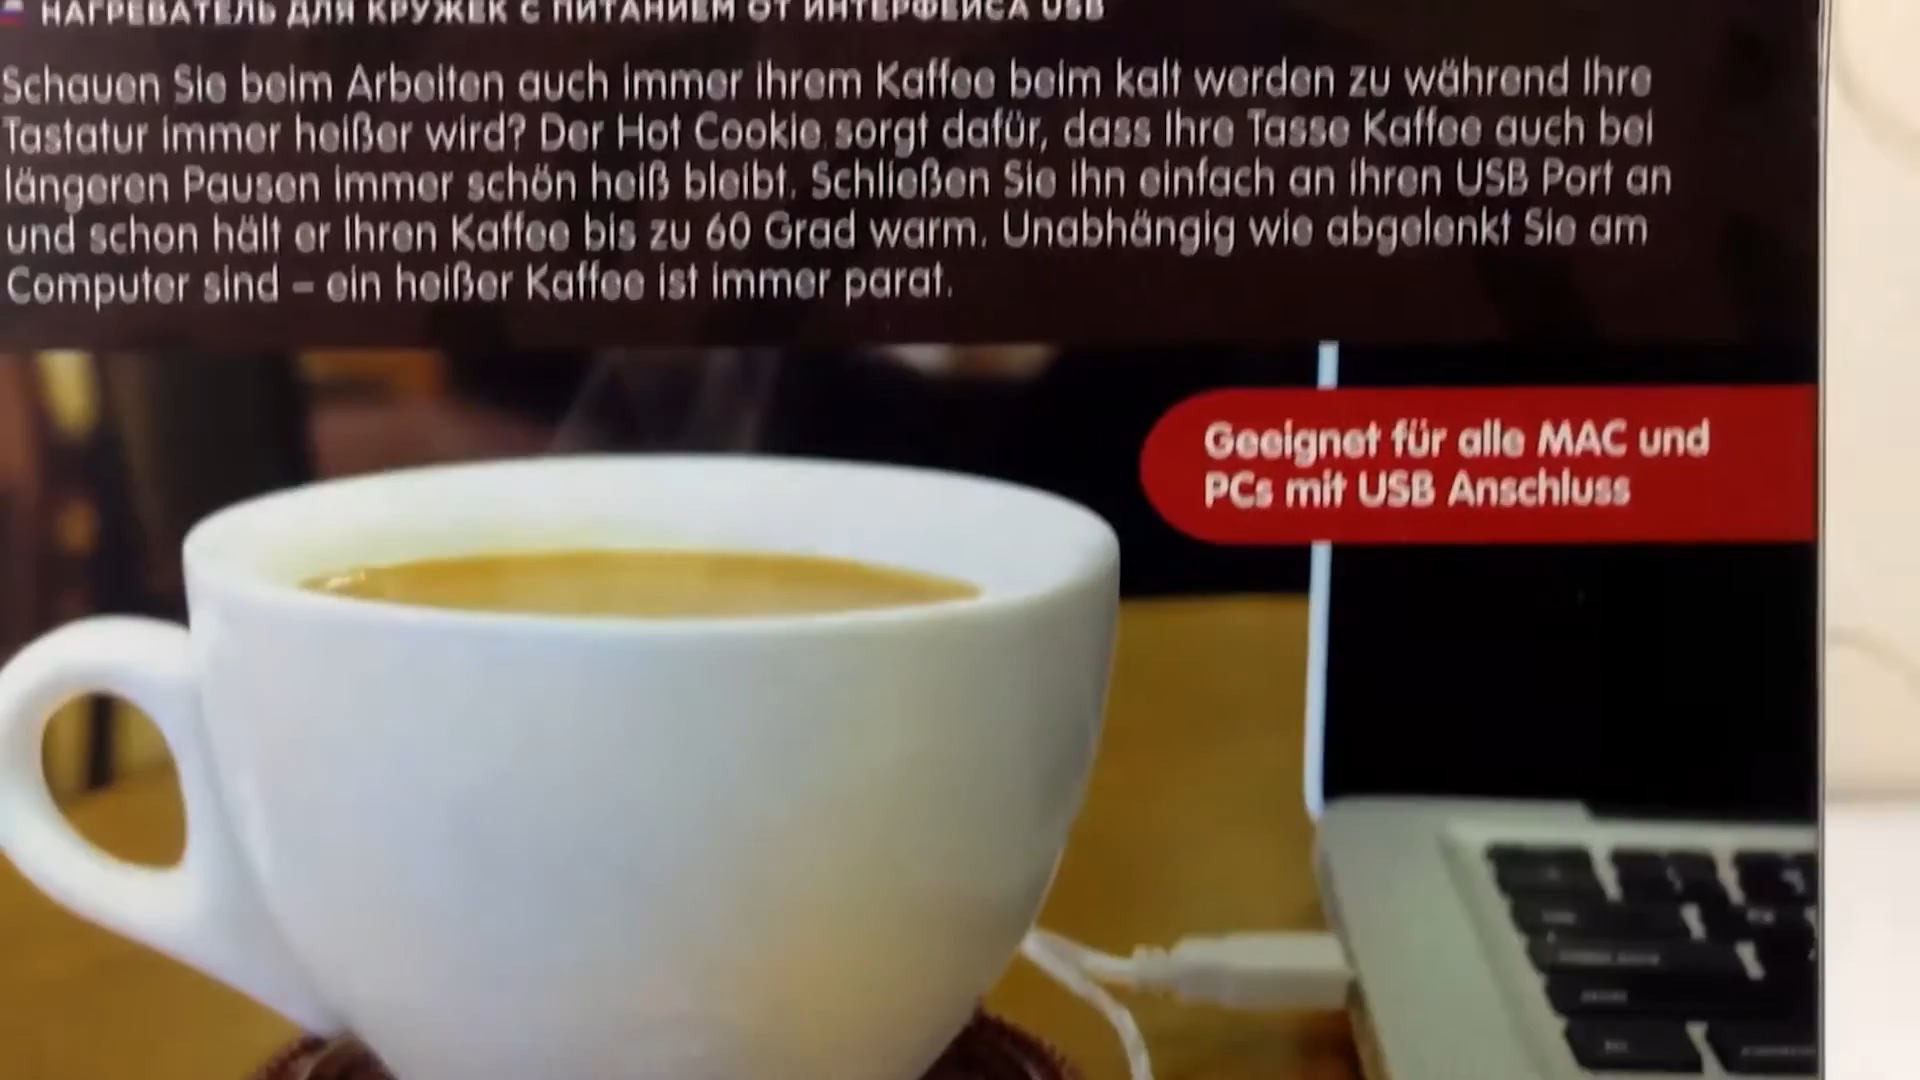 НАГРЕВАТЕЛЬ ДЛЯ КРУЖЕК С ПИТАНИЕМ ОТ ИНТЕРФЕЙСА USB
Schauen Sie beim Arbeiten auch immer ihrem Kaffee beim kalt werden zu während Ihre
Tastatur immer heißer wird? Der Hot Cookie sorgt dafür, dass Ihre Tasse Kaffee auch bei
längeren Pausen immer schön heiß bleibt. Schließen Sie ihn einfach an ihren USB Port an
und schon hält er Ihren Kaffee bis zu 60 Grad warm. Unabhängig wie abgelenkt Sie am
Computer sind – ein heißer Kaffee ist immer parat.
Geeignet für alle MAC und
PCs mit USB Anschluss